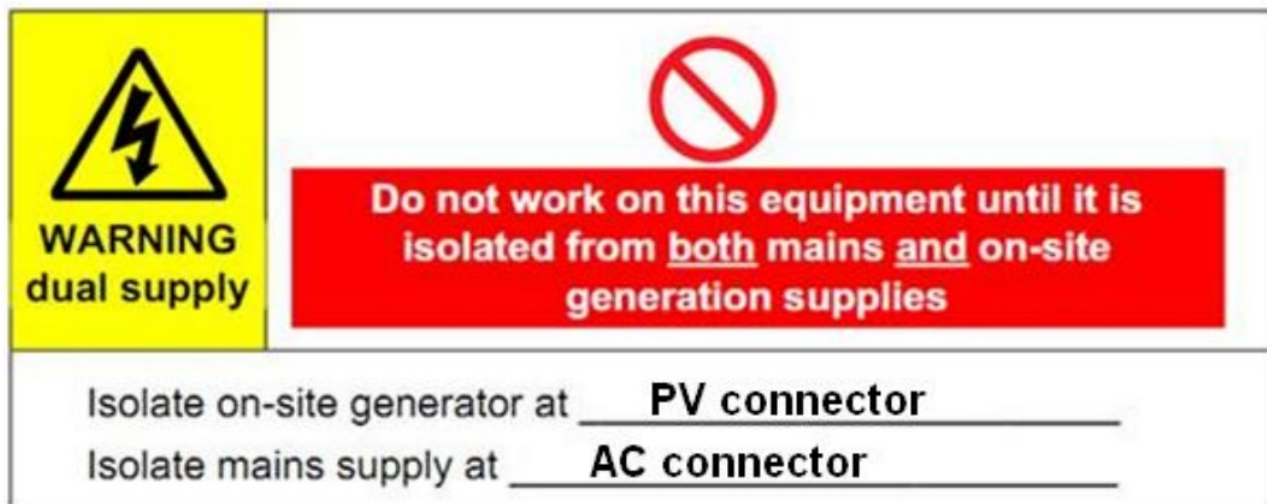 WARNING
dual supply
Do not work on this equipment until it is
isolated from both mains and on-site
generation supplies
Isolate on-site generator at PV connector
Isolate mains supply at AC connector